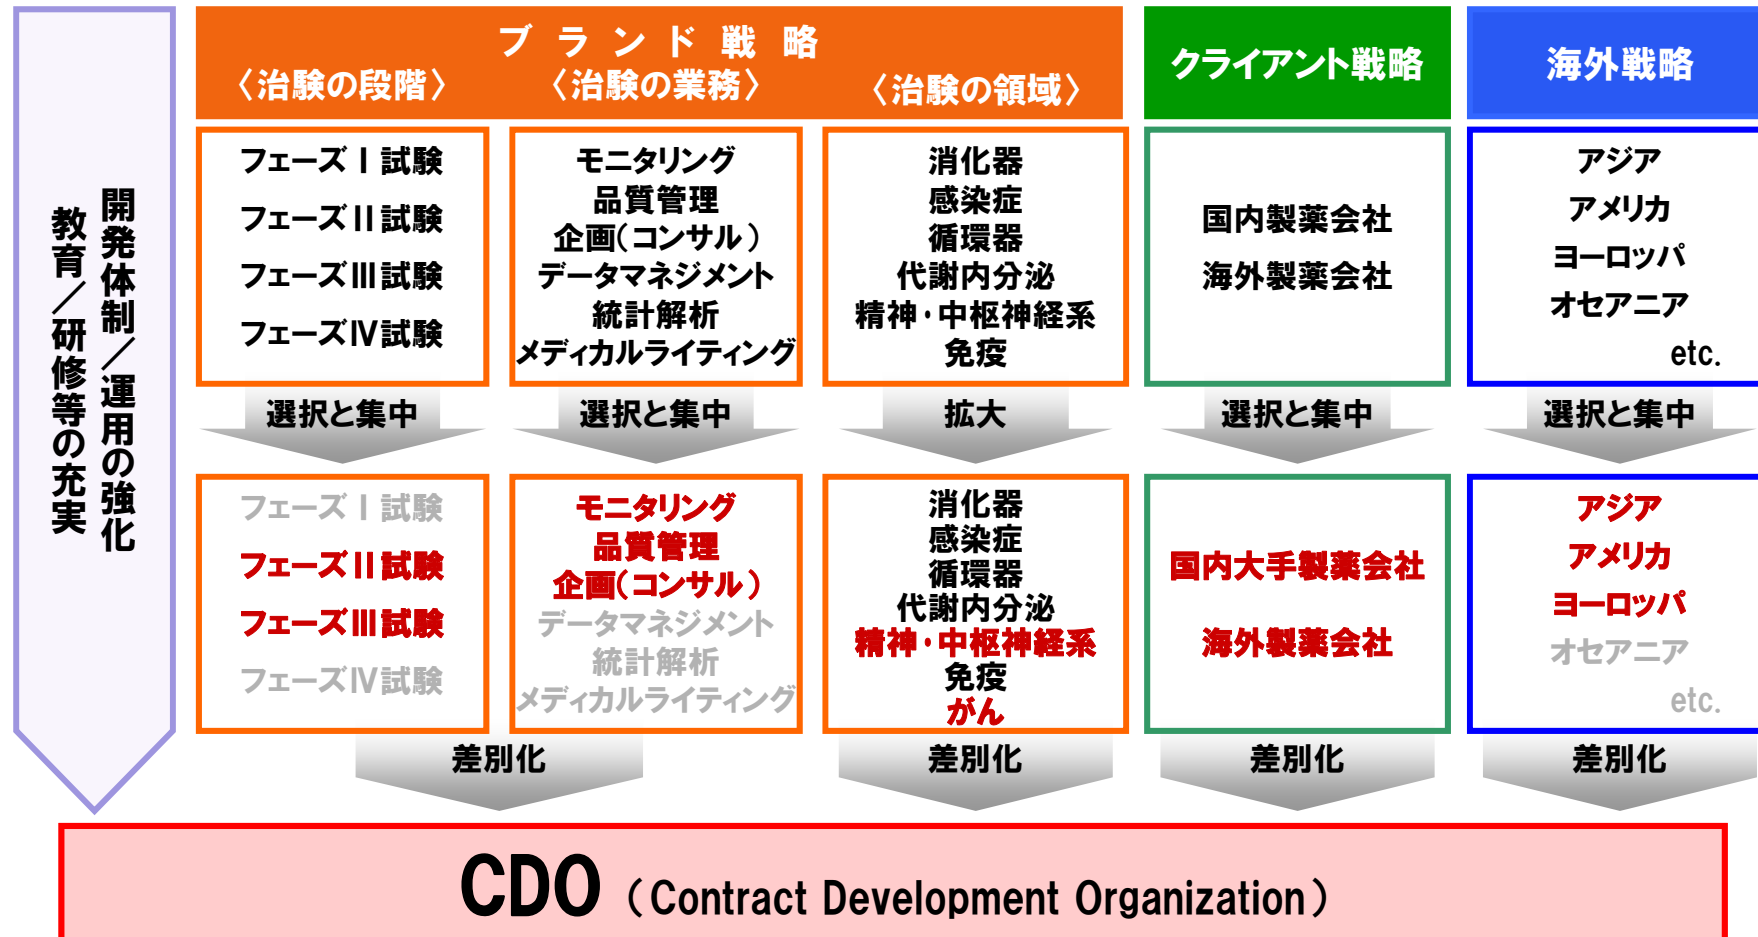 開発体制／運用の強化
教育／研修等の充実
ブランド戦略
〈治験の段階〉
〈治験の業務〉
〈治験の領域〉
クライアント戦略
海外戦略
フェーズⅠ試験
フェーズⅡ試験
フェーズⅢ試験
フェーズⅣ試験
モニタリング
品質管理
企画(コンサル)
データマネジメント
統計解析
メディカルライティング
消化器
感染症
循環器
代謝内分泌
精神・中枢神経系
免疫
国内製薬会社
海外製薬会社
アジア
アメリカ
ヨーロッパ
オセアニア
etc.
選択と集中
選択と集中
拡大
選択と集中
選択と集中
フェーズⅠ試験
フェーズⅡ試験
フェーズⅢ試験
フェーズⅣ試験
モニタリング
品質管理
企画(コンサル)
データマネジメント
統計解析
メディカルライティング
消化器
感染症
循環器
代謝内分泌
精神・中枢神経系
免疫
がん
国内大手製薬会社
海外製薬会社
アジア
アメリカ
ヨーロッパ
オセアニア
etc.
差別化
差別化
差別化
差別化
CDO（Contract Development Organization）